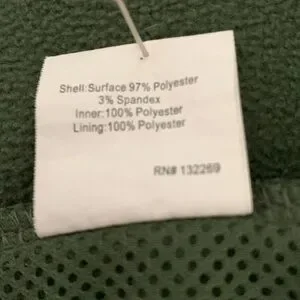 Shell:Surface 97% Polyester
3% Spandex
Inner:100% Polyester
Lining:100% Polyester
RN# 132269